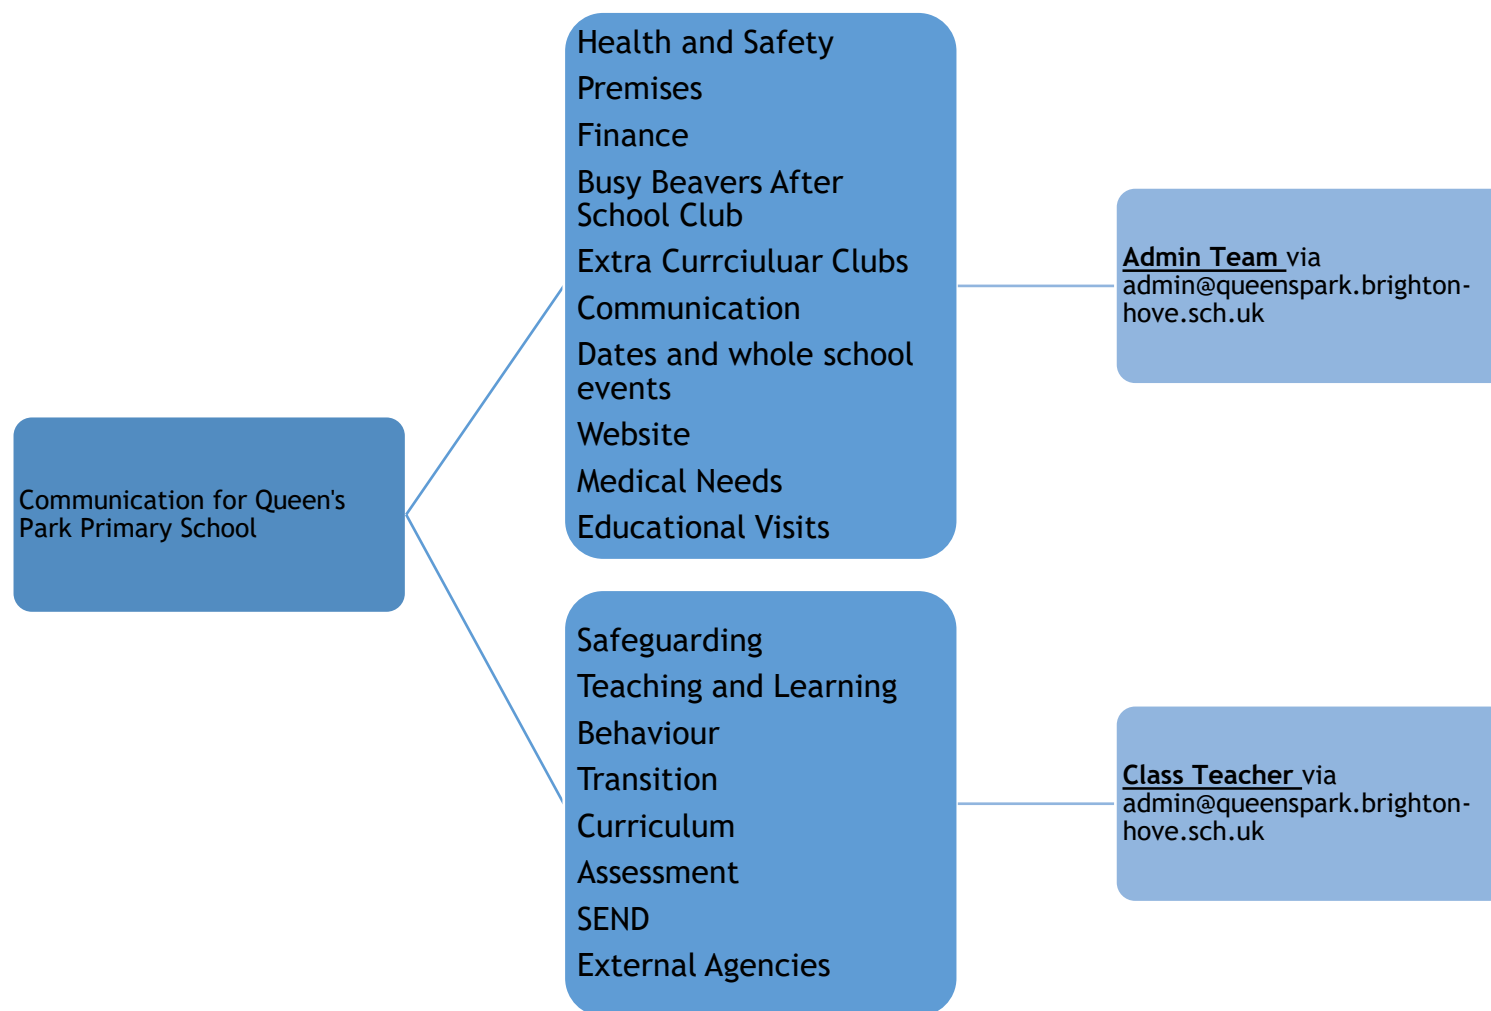 Communication for Queen's
Park Primary School
Health and Safety
Premises
Finance
Busy Beavers After
School Club
Extra Currciuluar Clubs
Communication
Dates and whole school
events
Website
Medical Needs
Educational Visits
Admin Team via
admin@queenspark.brighton-
hove.sch.uk
Safeguarding
Teaching and Learning
Behaviour
Transition
Curriculum
Assessment
SEND
External Agencies
Class Teacher via
admin@queenspark.brighton-
hove.sch.uk